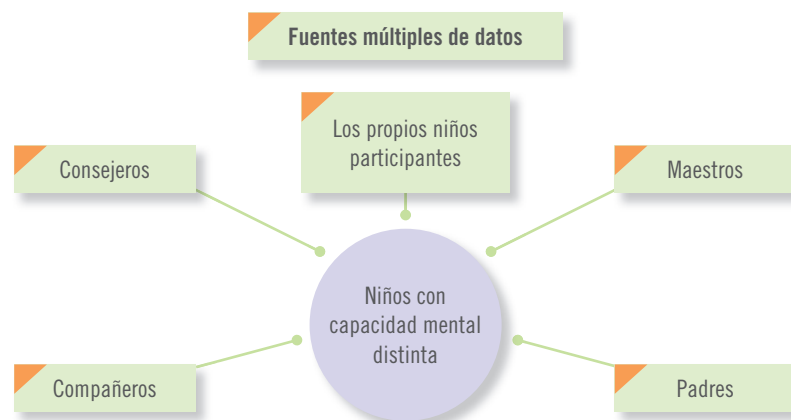 Fuentes múltiples de datos
Los propios niños
participantes
Consejeros
Maestros
Niños con
capacidad mental
distinta
Compañeros
Padres